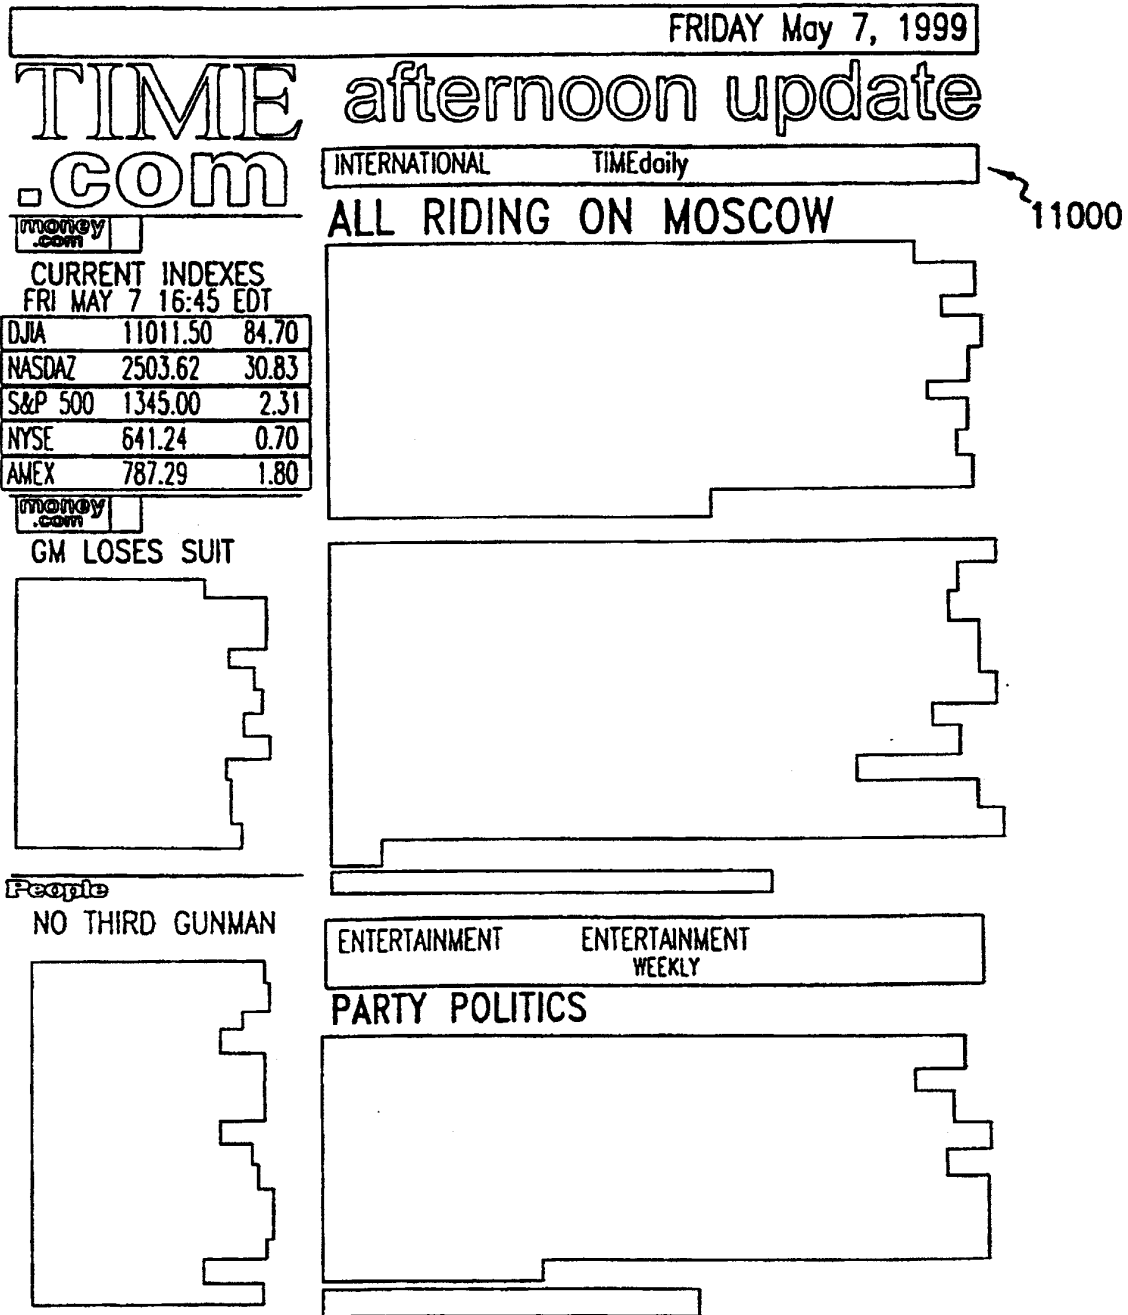 FRIDAY May 7, 1999
TIME
.com
afternoon update
INTERNATIONAL TIMEdaily
11000
ALL RIDING ON MOSCOW
money
.com
CURRENT INDEXES
FRI MAY 7 16:45 EDT
DJIA 11011.50 84.70
NASDAZ 2503.62 30.83
S&P 500 1345.00 2.31
NYSE 641.24 0.70
AMEX 787.29 1.80
money
.com
GM LOSES SUIT
People
NO THIRD GUNMAN
ENTERTAINMENT ENTERTAINMENT
WEEKLY
PARTY POLITICS